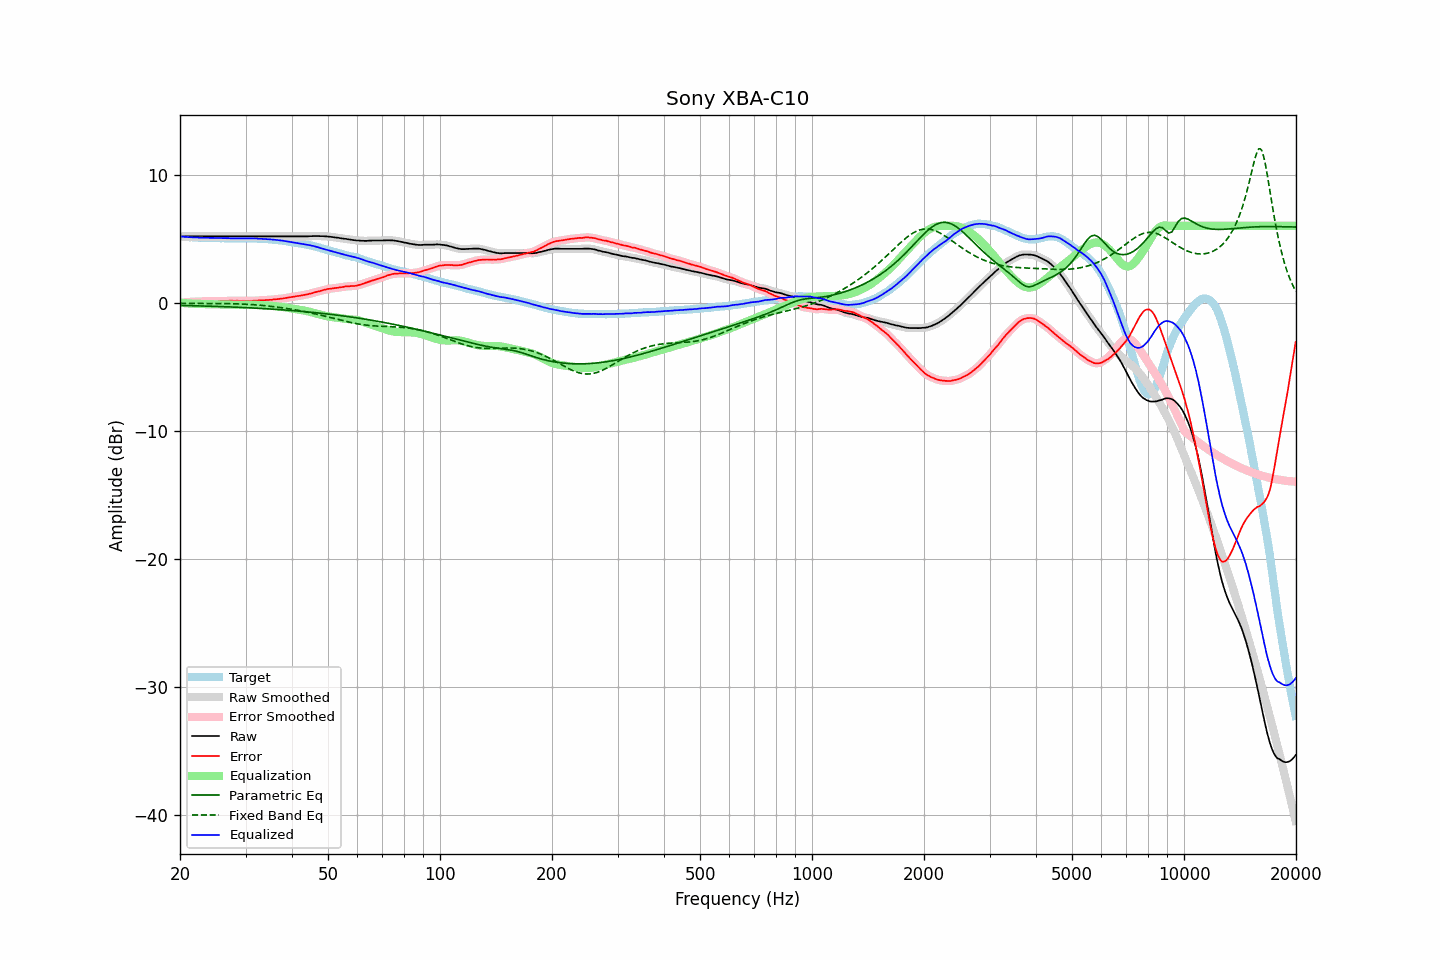 Sony XBA-C10
Amplitude (dBr)
10
0
−10
−20
−30
−40
Target
Raw Smoothed
Error Smoothed
Raw
Error
Equalization
Parametric Eq
Fixed Band Eq
Equalized
20 50 100 200 500 1000 2000 5000 10000 20000
Frequency (Hz)